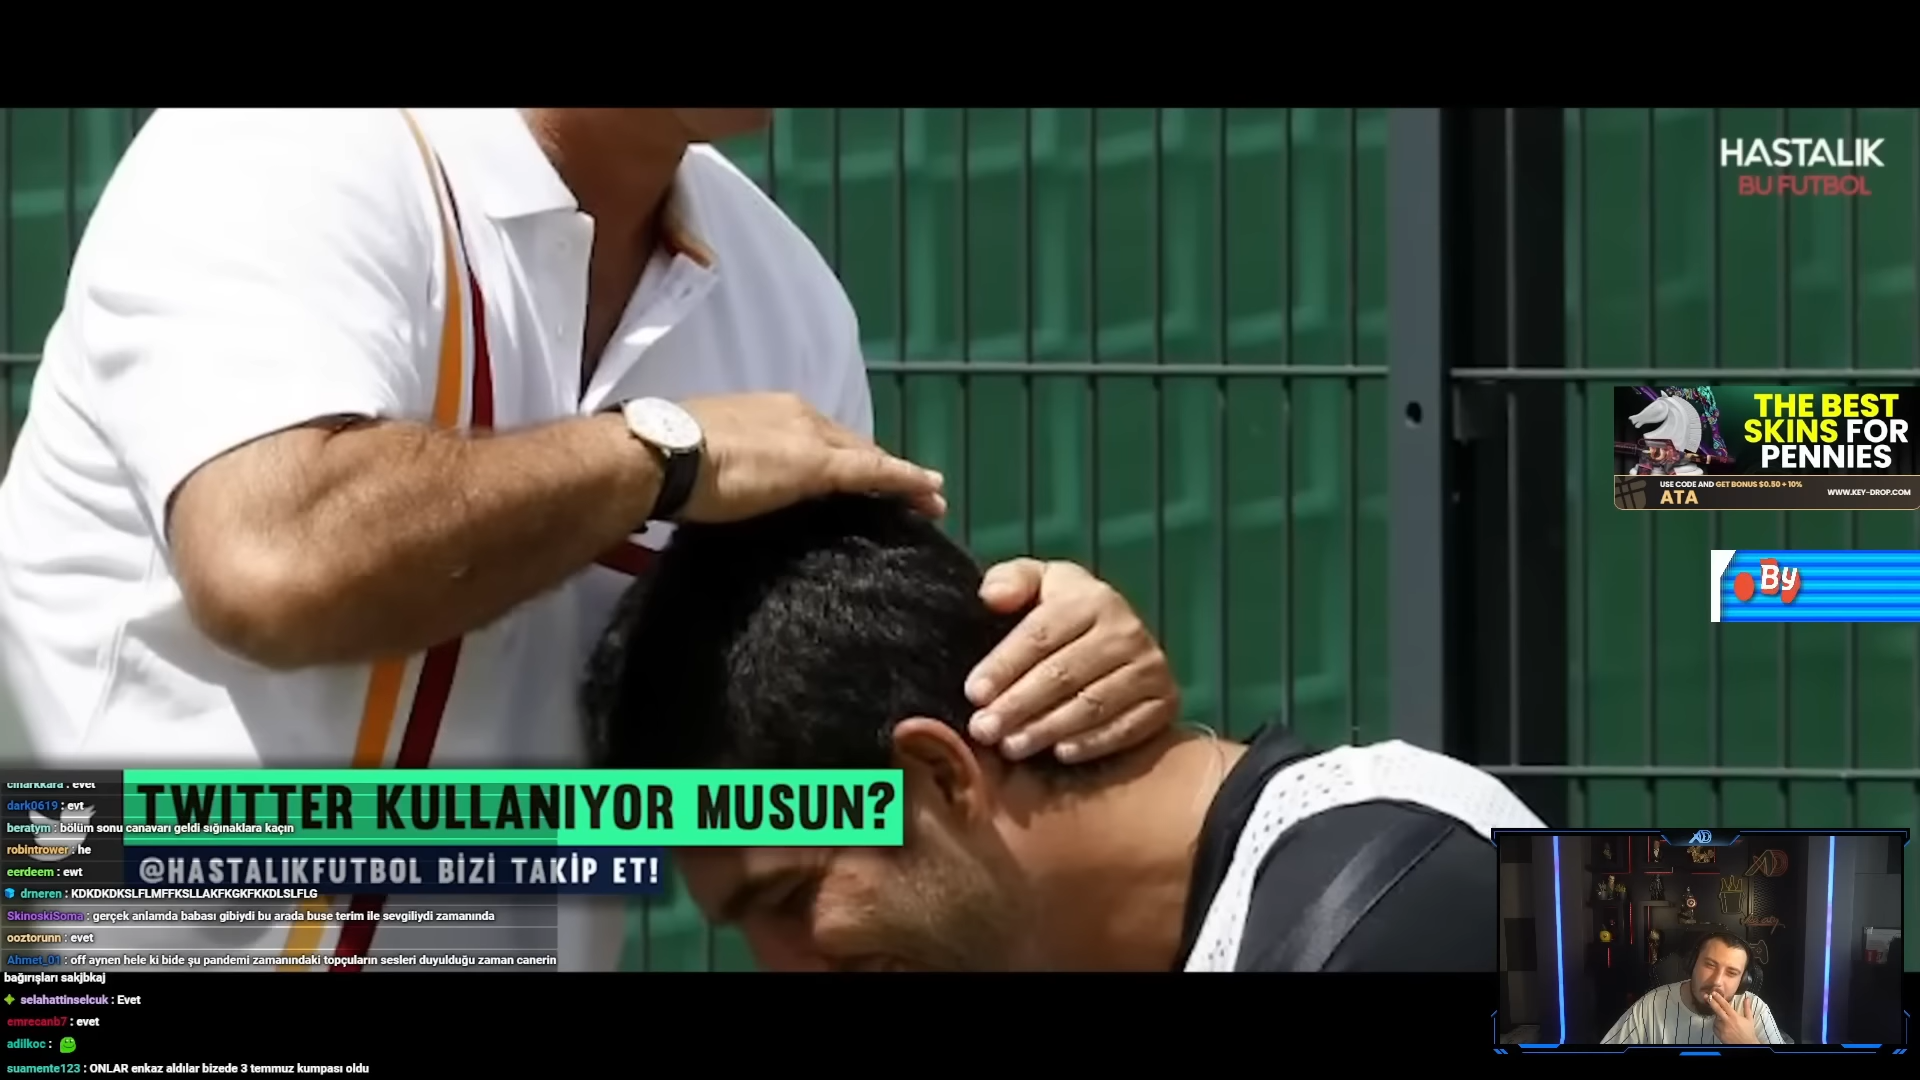 HASTALIK
BU FUTBOL
THE BEST
SKINS FOR
PENNIES
USE CODE AND GET BONUS $0.50 + 10%
ATA
WWW.KEY-DROP.COM
By
TWITTER KULLANIYOR MUSUN?
@HASTALIKFUTBOL BİZİ TAKİP ET!
cinarkkara : evet
dark0619 : evt
beratym : bölüm sonu canavarı geldi sığınaklara kaçın
robintrower : he
eerdeem : ewt
drneren : KDKDKDKSLFLMFFKSLLAKFKGKFKKDLSLFLG
SkinoskiSoma : gerçek anlamda babası gibiydi bu arada buse terim ile sevgiliydi zamanında
ooztorunn : evet
Ahmet_01 : off aynen hele ki bide şu pandemi zamanındaki topçuların sesleri duyulduğu zaman canerin
bağırışları sakjbkaj
selahattinselcuk : Evet
emrecanb7 : evet
adilkoc :
suamente123 : ONLAR enkaz aldılar bizede 3 temmuz kumpası oldu